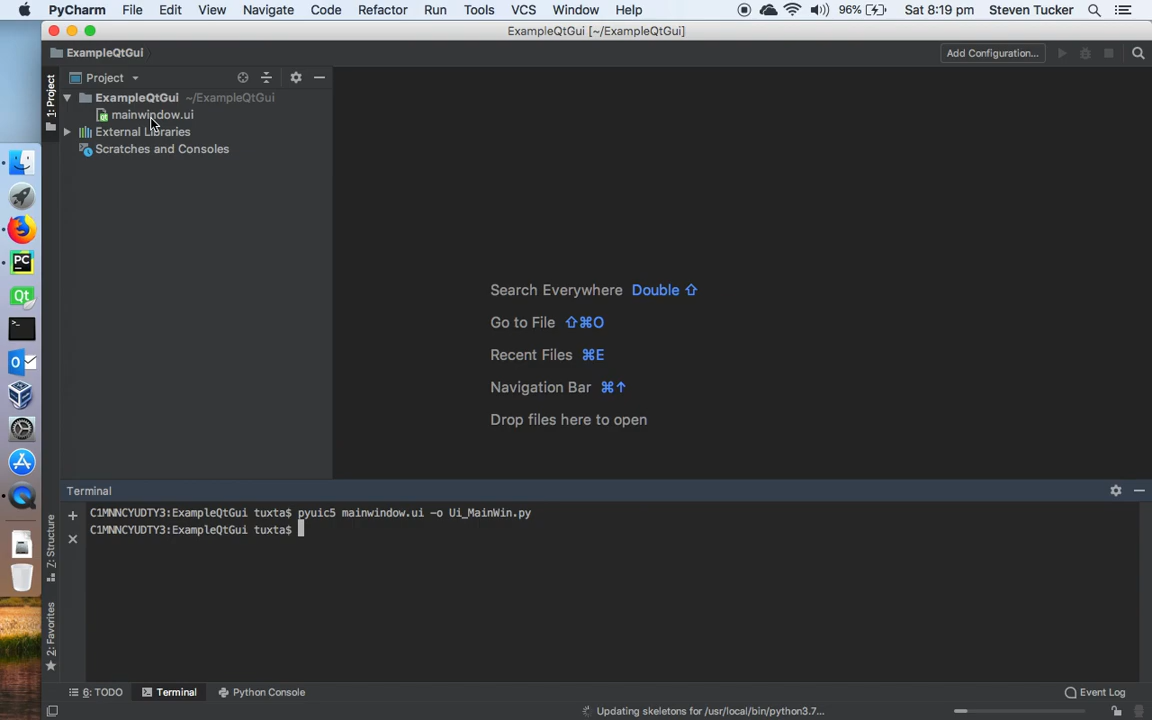 PyCharm File Edit View Navigate Code Refactor Run Tools VCS Window Help 96% Sat 8:19 pm Steven Tucker
ExampleQtGui [~/ExampleQtGui]
ExampleQtGui Add Configuration...
1: Project
Project
ExampleQtGui ~/ExampleQtGui
mainwindow.ui
External Libraries
Scratches and Consoles
PC
Qt
Search Everywhere Double ⇧
Go to File ⇧⌘O
Recent Files ⌘E
Navigation Bar ⌘↑
Drop files here to open
Terminal
C1MNNCYUDTY3:ExampleQtGui tuxta$ pyuic5 mainwindow.ui -o Ui_MainWin.py
C1MNNCYUDTY3:ExampleQtGui tuxta$
7: Structure
2: Favorites
6: TODO Terminal Python Console Event Log
Updating skeletons for /usr/local/bin/python3.7...